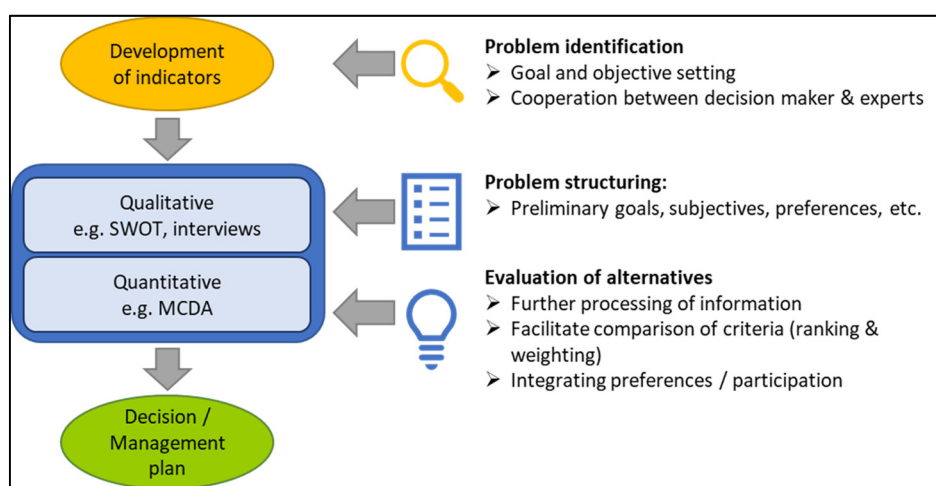 Development
of indicators
Problem identification
➢ Goal and objective setting
➢ Cooperation between decision maker & experts
Qualitative
e.g. SWOT, interviews
Problem structuring:
➢ Preliminary goals, subjectives, preferences, etc.
Quantitative
e.g. MCDA
Evaluation of alternatives
➢ Further processing of information
➢ Facilitate comparison of criteria (ranking &
weighting)
➢ Integrating preferences / participation
Decision /
Management
plan